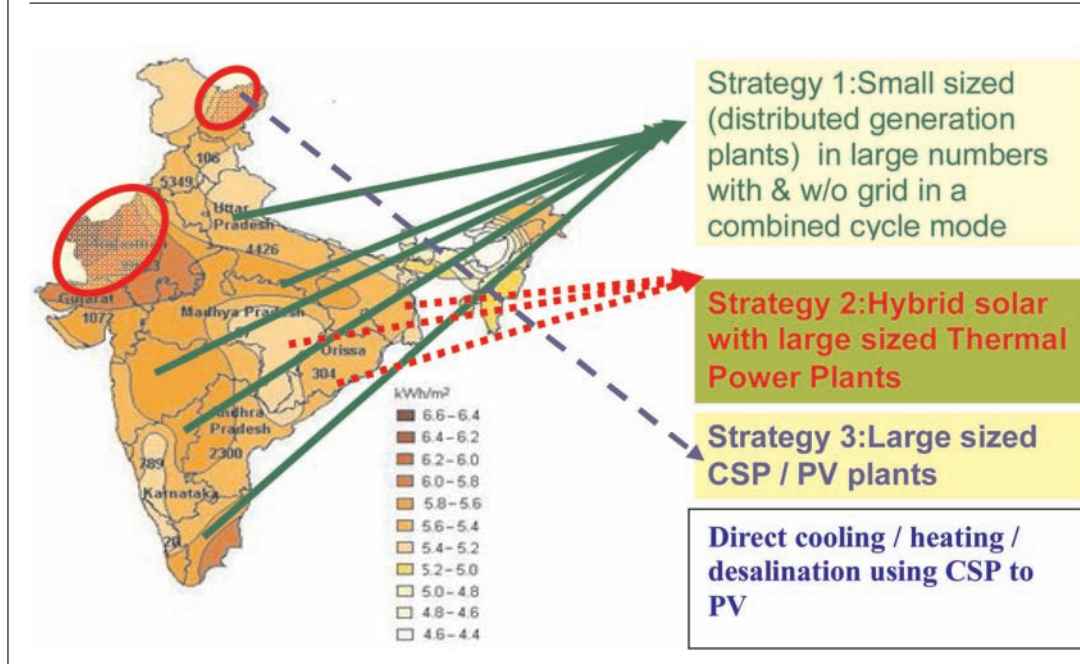 Strategy 1:Small sized
(distributed generation
plants) in large numbers
with & w/o grid in a
combined cycle mode
Strategy 2:Hybrid solar
with large sized Thermal
Power Plants
Strategy 3:Large sized
CSP / PV plants
Direct cooling / heating /
desalination using CSP to
PV
106
5349
Uttar
Pradesh
4426
Gujarat
1072
Madhya Pradesh
Orissa
304
Andhra
Pradesh
2300
789
Karnataka
20
kWh/m²
6.6–6.4
6.4–6.2
6.2–6.0
6.0–5.8
5.8–5.6
5.6–5.4
5.4–5.2
5.2–5.0
5.0–4.8
4.8–4.6
4.6–4.4